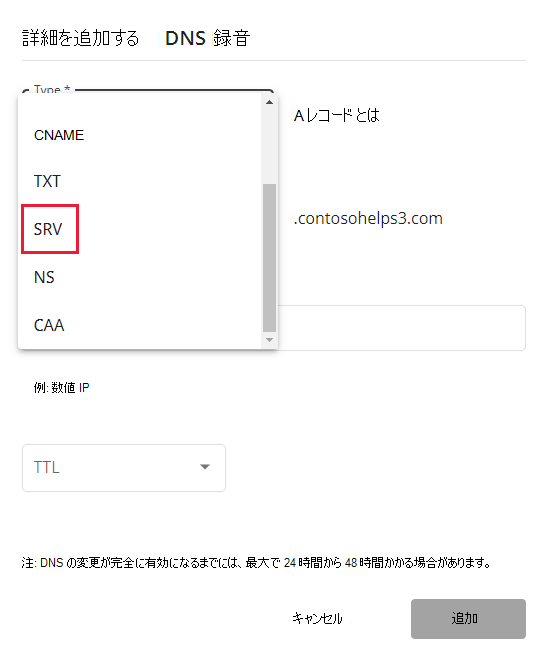 詳細を追加する DNS 録音
Type *
A レコードとは
CNAME
TXT
.contosohelps3.com
SRV
NS
CAA
例: 数値 IP
TTL
注: DNS の変更が完全に有効になるまでには、最大で 24 時間から 48 時間かかる場合があります。
キャンセル 追加